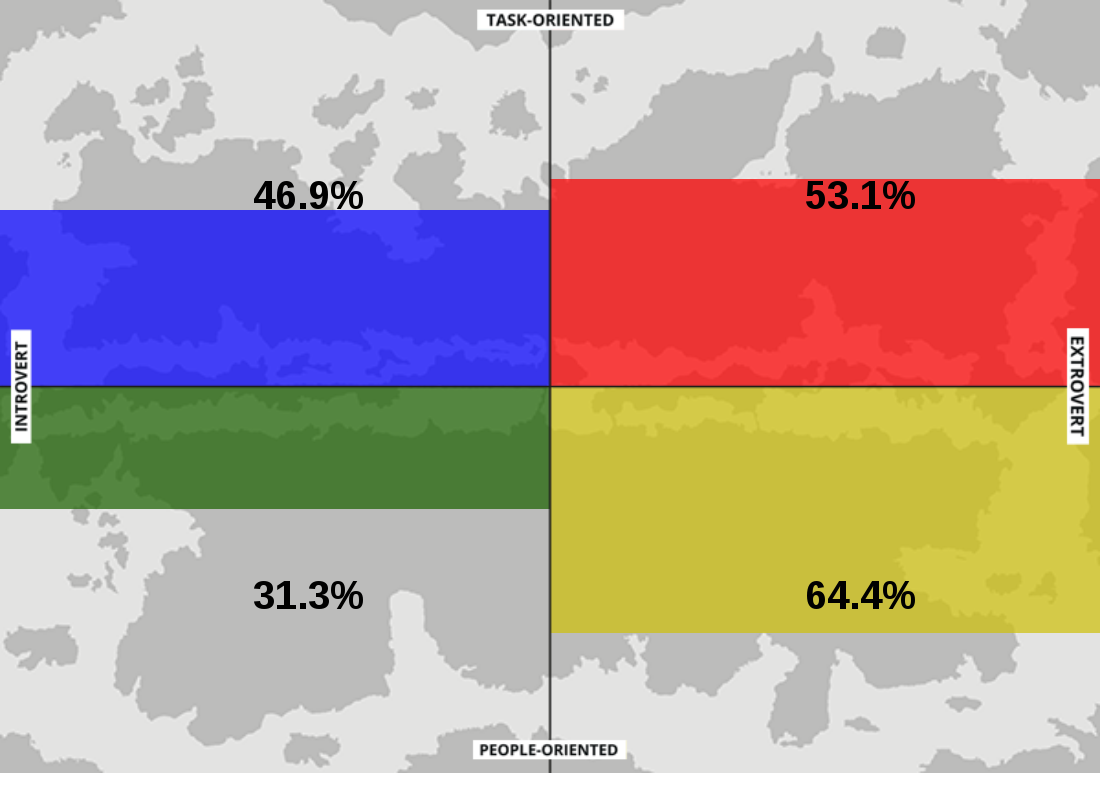 TASK-ORIENTED
46.9%
53.1%
INTROVERT
EXTROVERT
31.3%
64.4%
PEOPLE-ORIENTED